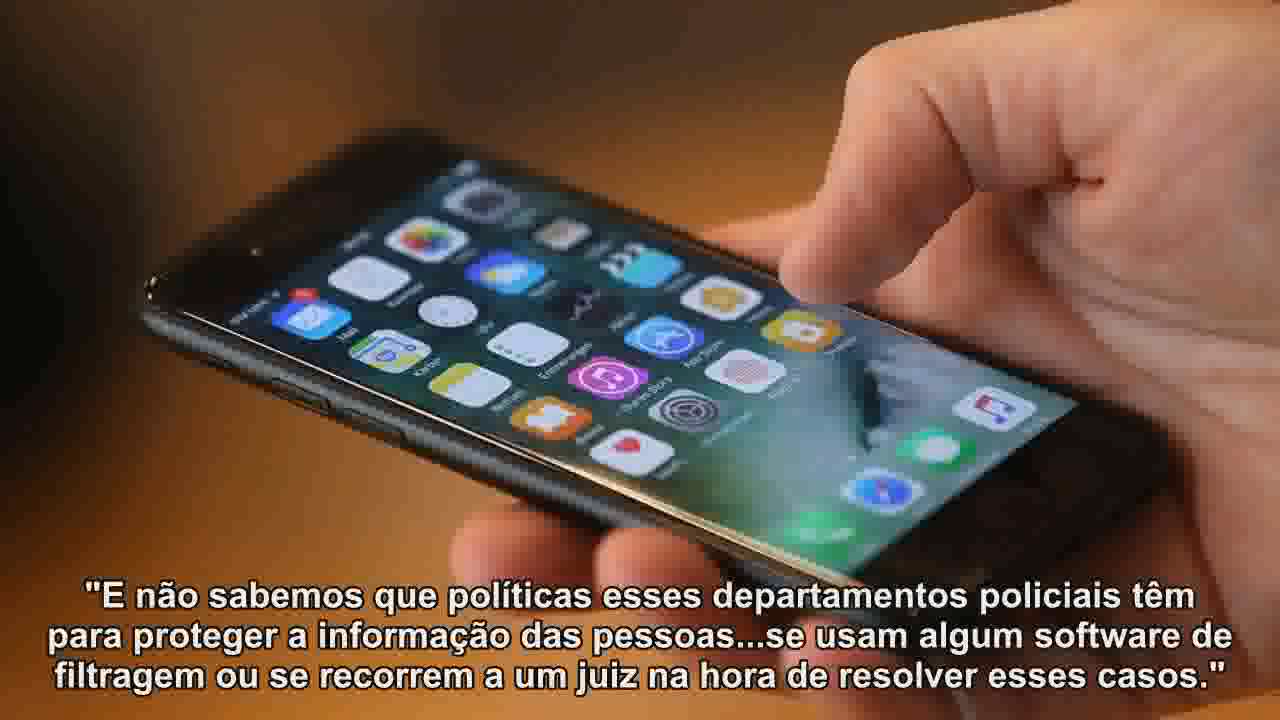 "E não sabemos que políticas esses departamentos policiais têm
para proteger a informação das pessoas...se usam algum software de
filtragem ou se recorrem a um juiz na hora de resolver esses casos."